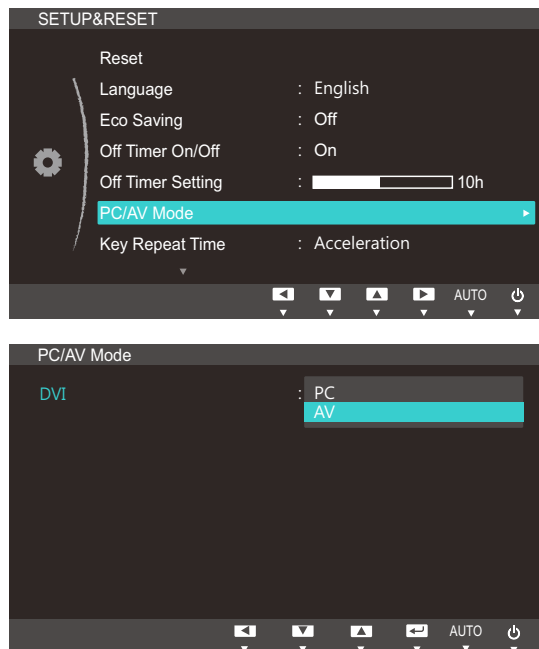 SETUP&RESET
Reset
Language : English
Eco Saving : Off
Off Timer On/Off : On
Off Timer Setting : 10h
PC/AV Mode
Key Repeat Time : Acceleration
AUTO
PC/AV Mode
DVI : PC
AV
AUTO